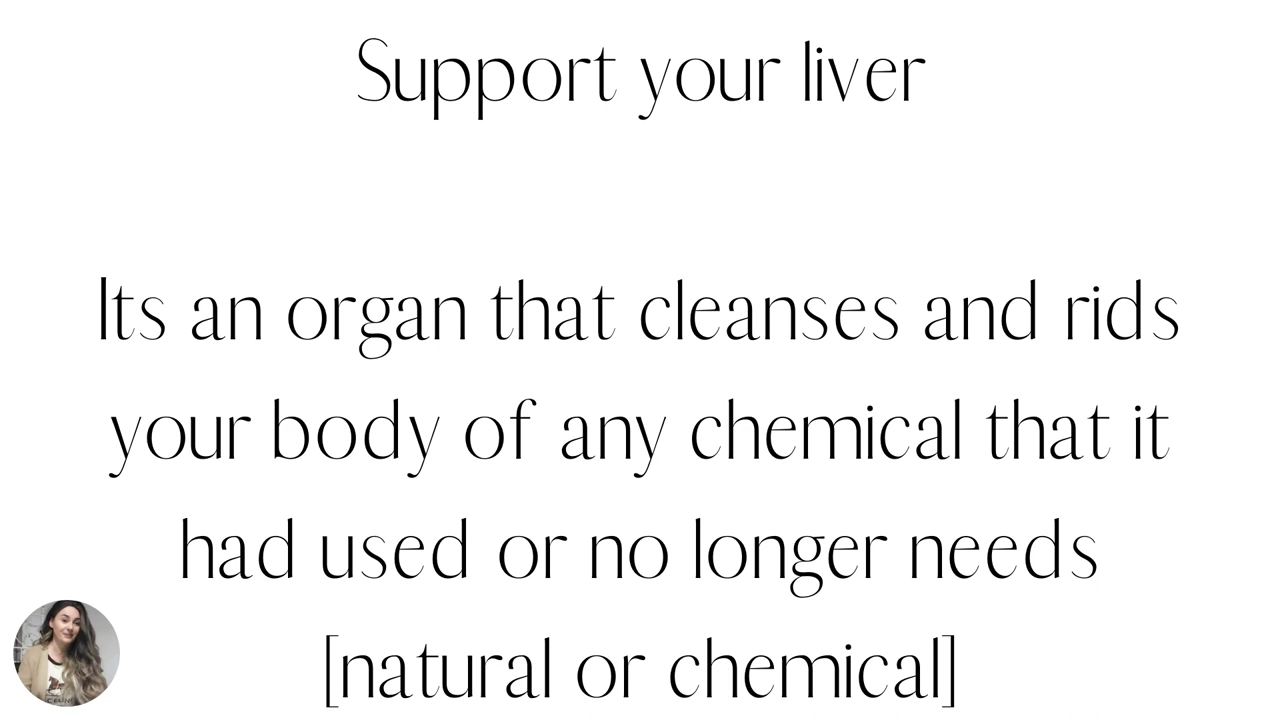 Support your liver
Its an organ that cleanses and rids
your body of any chemical that it
had used or no longer needs
[natural or chemical]